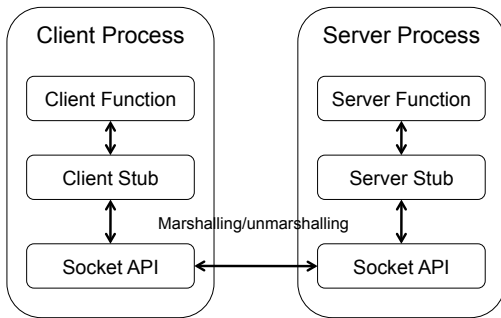 Client Process
Server Process
Client Function
Server Function
Client Stub
Server Stub
Marshalling/unmarshalling
Socket API
Socket API